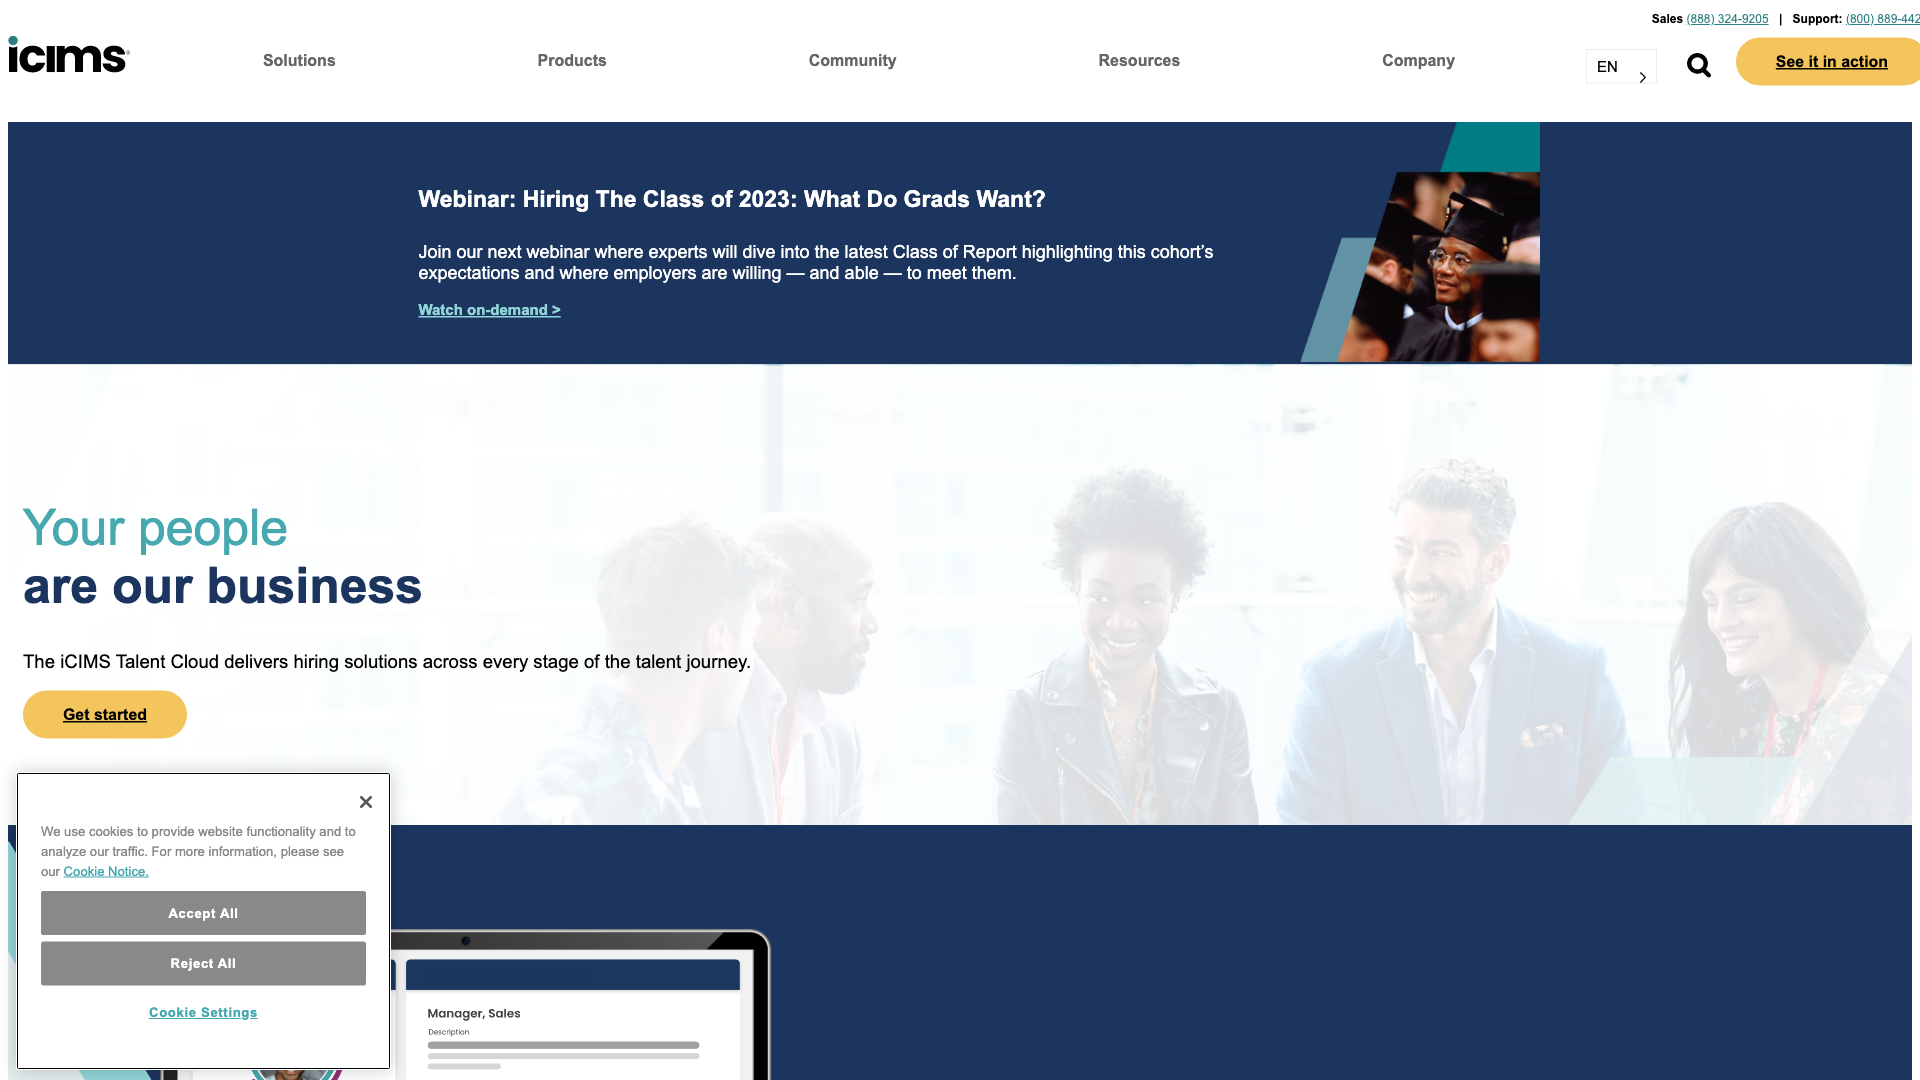 Sales (888) 324-9205 | Support: (800) 889-442
icims
Solutions
Products
Community
Resources
Company
EN
See it in action
Webinar: Hiring The Class of 2023: What Do Grads Want?
Join our next webinar where experts will dive into the latest Class of Report highlighting this cohort’s
expectations and where employers are willing — and able — to meet them.
Watch on-demand >
Your people
are our business
The iCIMS Talent Cloud delivers hiring solutions across every stage of the talent journey.
Get started
We use cookies to provide website functionality and to
analyze our traffic. For more information, please see
our Cookie Notice.
Accept All
Reject All
Cookie Settings
Manager, Sales
Description